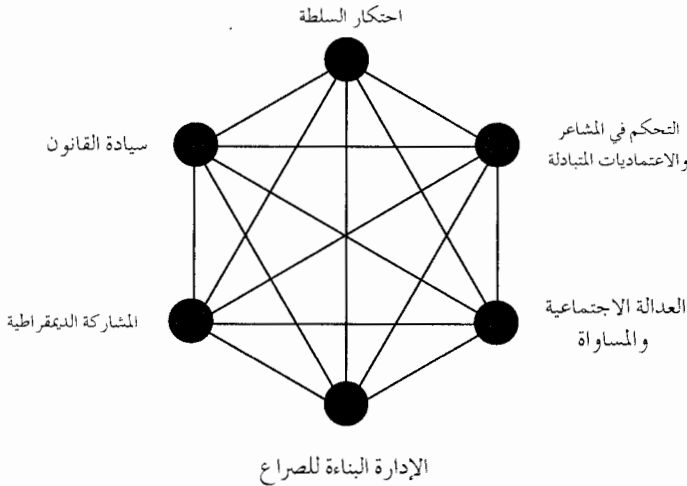 احتكار السلطة
التحكم في المشاعر
والاعتماديات المتبادلة
سيادة القانون
العدالة الاجتماعية
والمساواة
المشاركة الديمقراطية
الإدارة البناءة للصراع